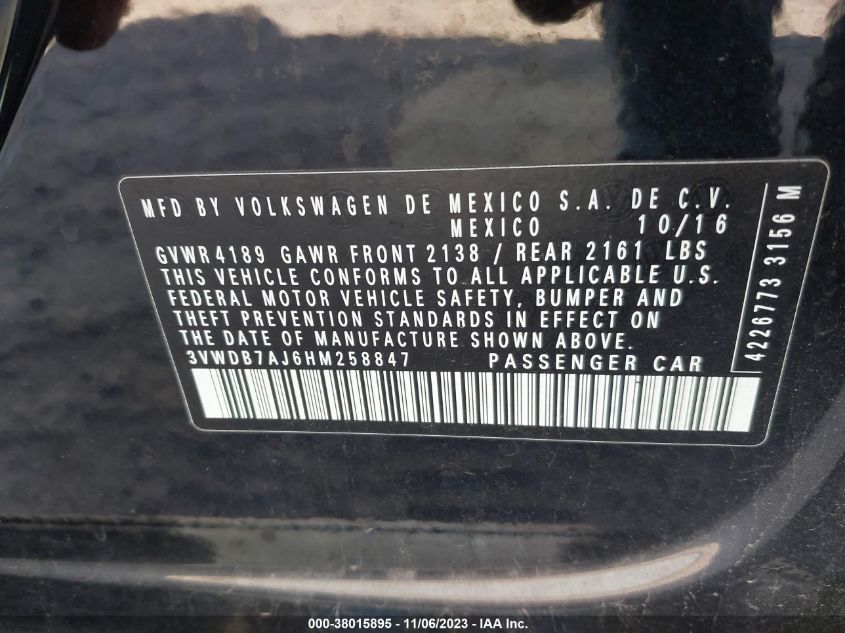 MFD BY VOLKSWAGEN DE MEXICO S.A. DE C.V.
MEXICO 10/16
GVWR 4189 GAWR FRONT 2138 / REAR 2161 LBS
THIS VEHICLE CONFORMS TO ALL APPLICABLE U.S.
FEDERAL MOTOR VEHICLE SAFETY, BUMPER AND
THEFT PREVENTION STANDARDS IN EFFECT ON
THE DATE OF MANUFACTURE SHOWN ABOVE.
3VWDB7AJ6HM258847 PASSENGER CAR
4226773 3156 M
000-38015895 - 11/06/2023 - IAA Inc.